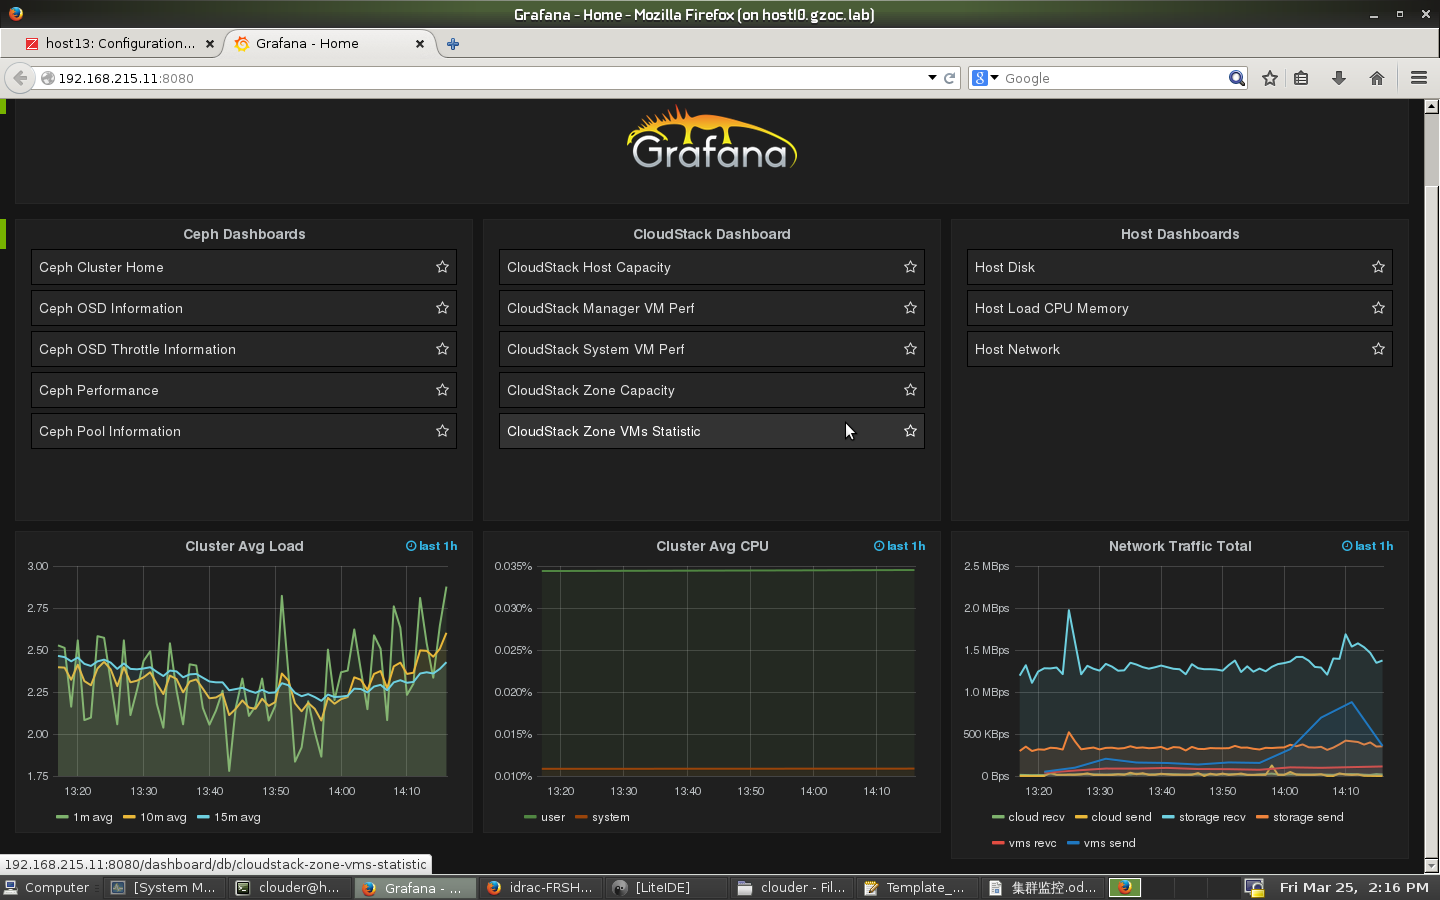 Grafana - Home - Mozilla Firefox (on host10.gzoc.lab)
host13: Configuration... Grafana - Home
192.168.215.11:8080 Google
Grafana
Ceph Dashboards
Ceph Cluster Home
Ceph OSD Information
Ceph OSD Throttle Information
Ceph Performance
Ceph Pool Information
CloudStack Dashboard
CloudStack Host Capacity
CloudStack Manager VM Perf
CloudStack System VM Perf
CloudStack Zone Capacity
CloudStack Zone VMs Statistic
Host Dashboards
Host Disk
Host Load CPU Memory
Host Network
Cluster Avg Load last 1h
3.00
2.75
2.50
2.25
2.00
1.75
13:20 13:30 13:40 13:50 14:00 14:10
1m avg 10m avg 15m avg
Cluster Avg CPU last 1h
0.035%
0.030%
0.025%
0.020%
0.015%
0.010%
13:20 13:30 13:40 13:50 14:00 14:10
user system
Network Traffic Total last 1h
2.5 MBps
2.0 MBps
1.5 MBps
1.0 MBps
500 KBps
0 Bps
13:20 13:30 13:40 13:50 14:00 14:10
cloud recv cloud send storage recv storage send
vms revc vms send
192.168.215.11:8080/dashboard/db/cloudstack-zone-vms-statistic
Computer [System M... clouder@h... Grafana - ... idrac-FRSH... [LiteIDE] clouder - Fil... Template_... 集群监控.od... Fri Mar 25, 2:16 PM